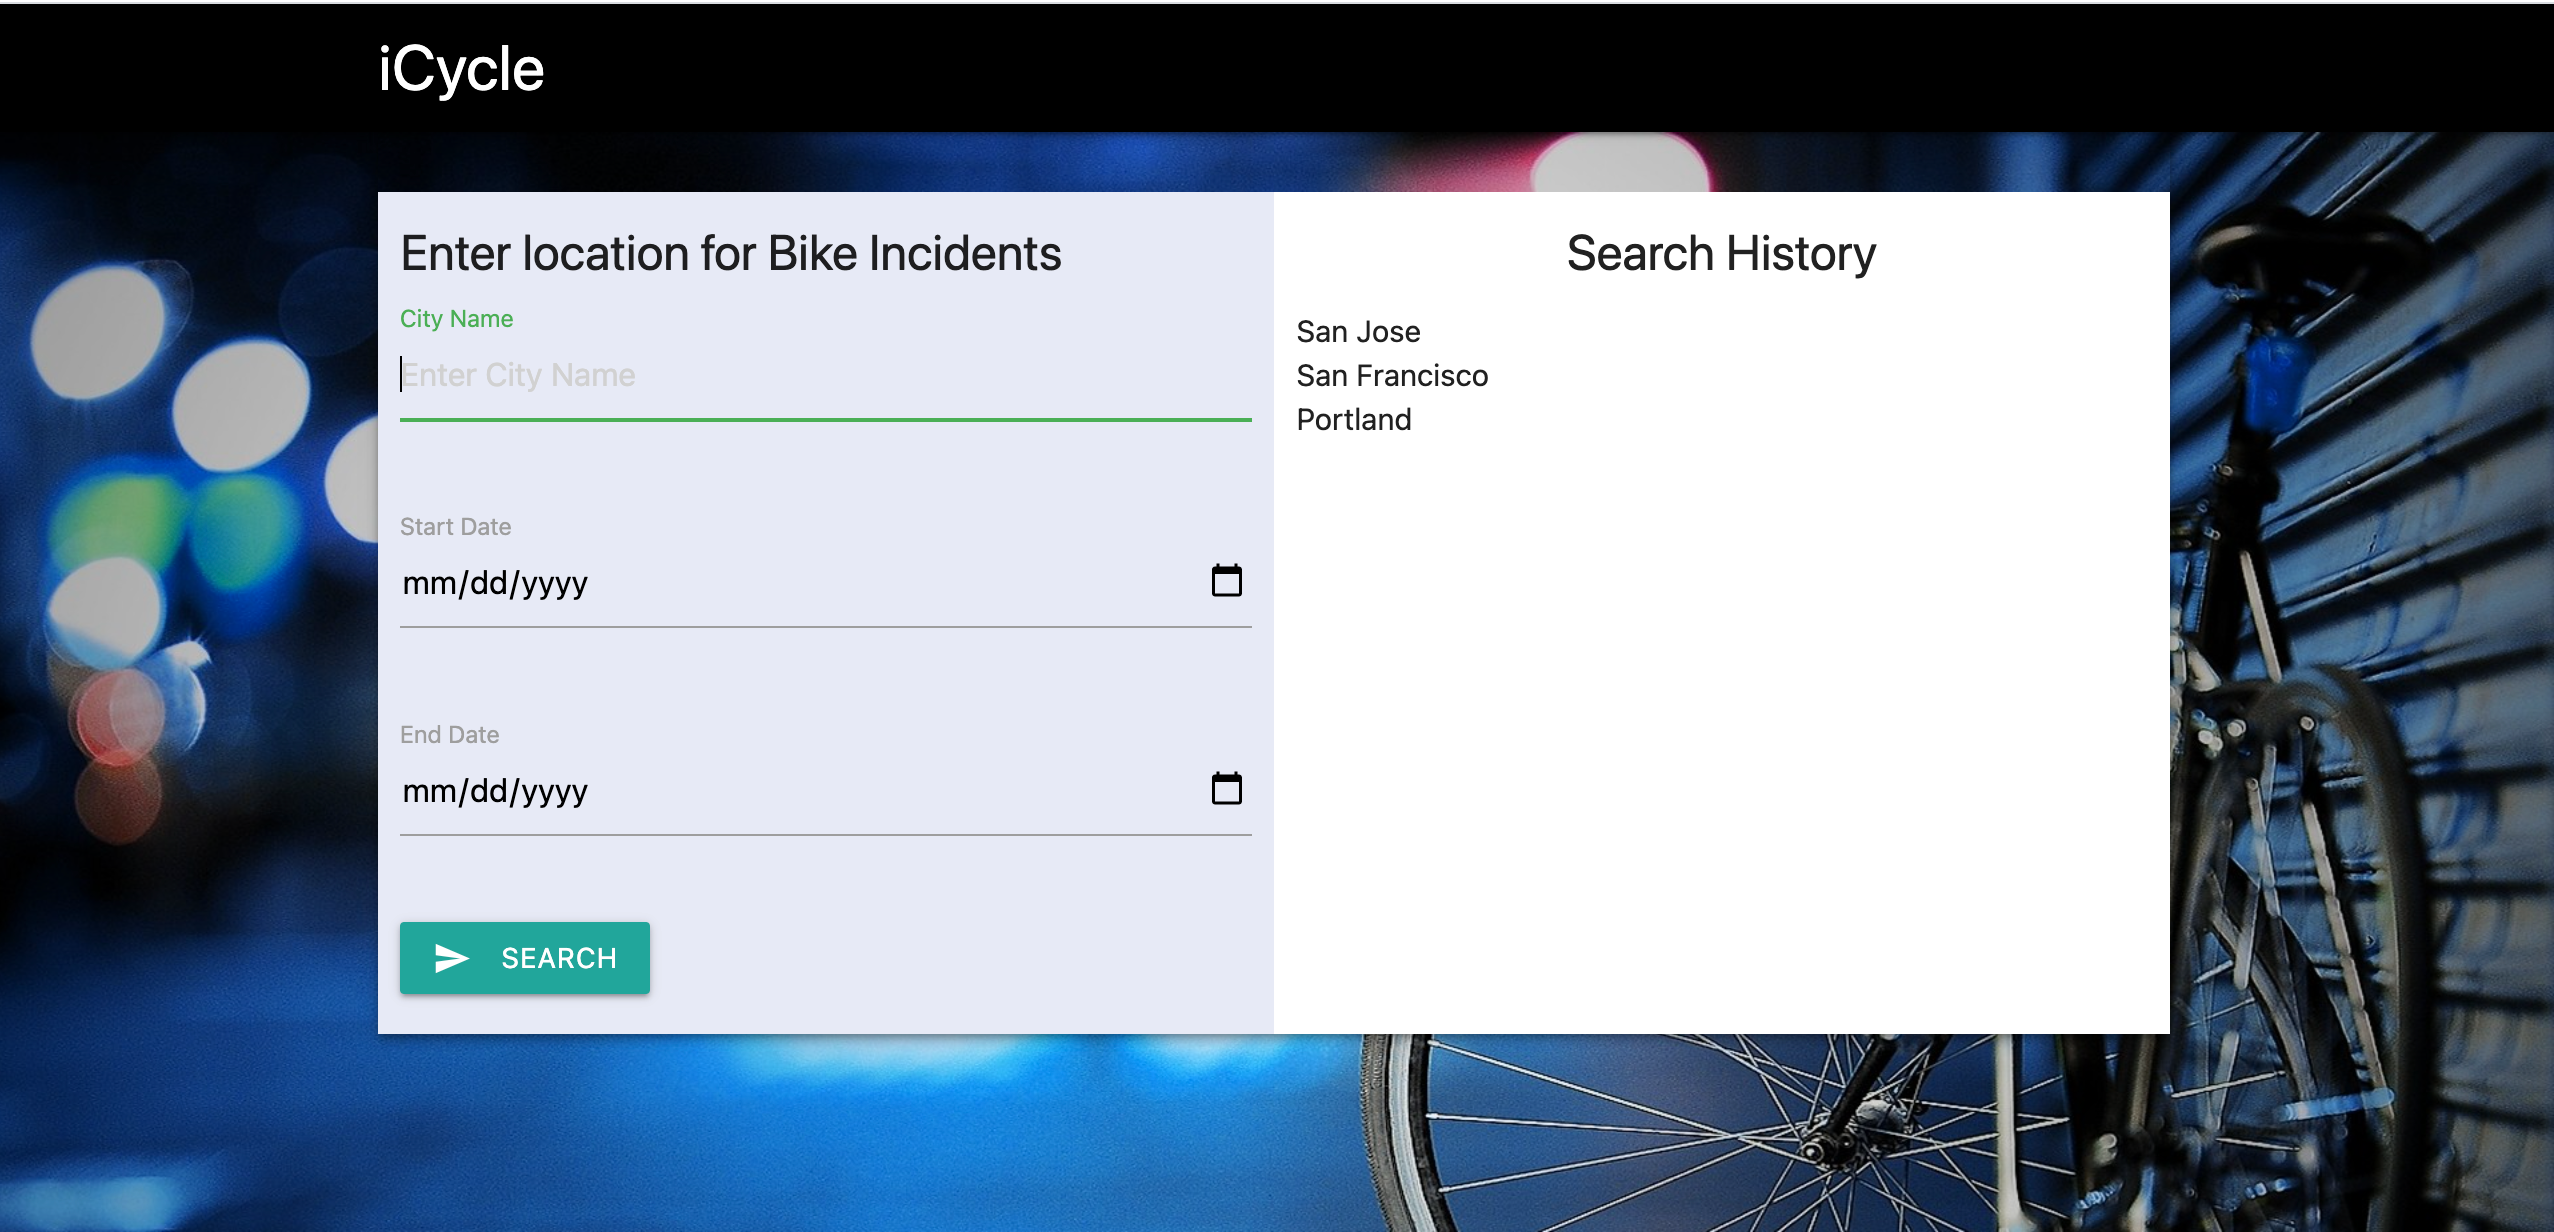 iCycle
Enter location for Bike Incidents
City Name
Enter City Name
Start Date
mm/dd/yyyy
End Date
mm/dd/yyyy
SEARCH
Search History
San Jose
San Francisco
Portland